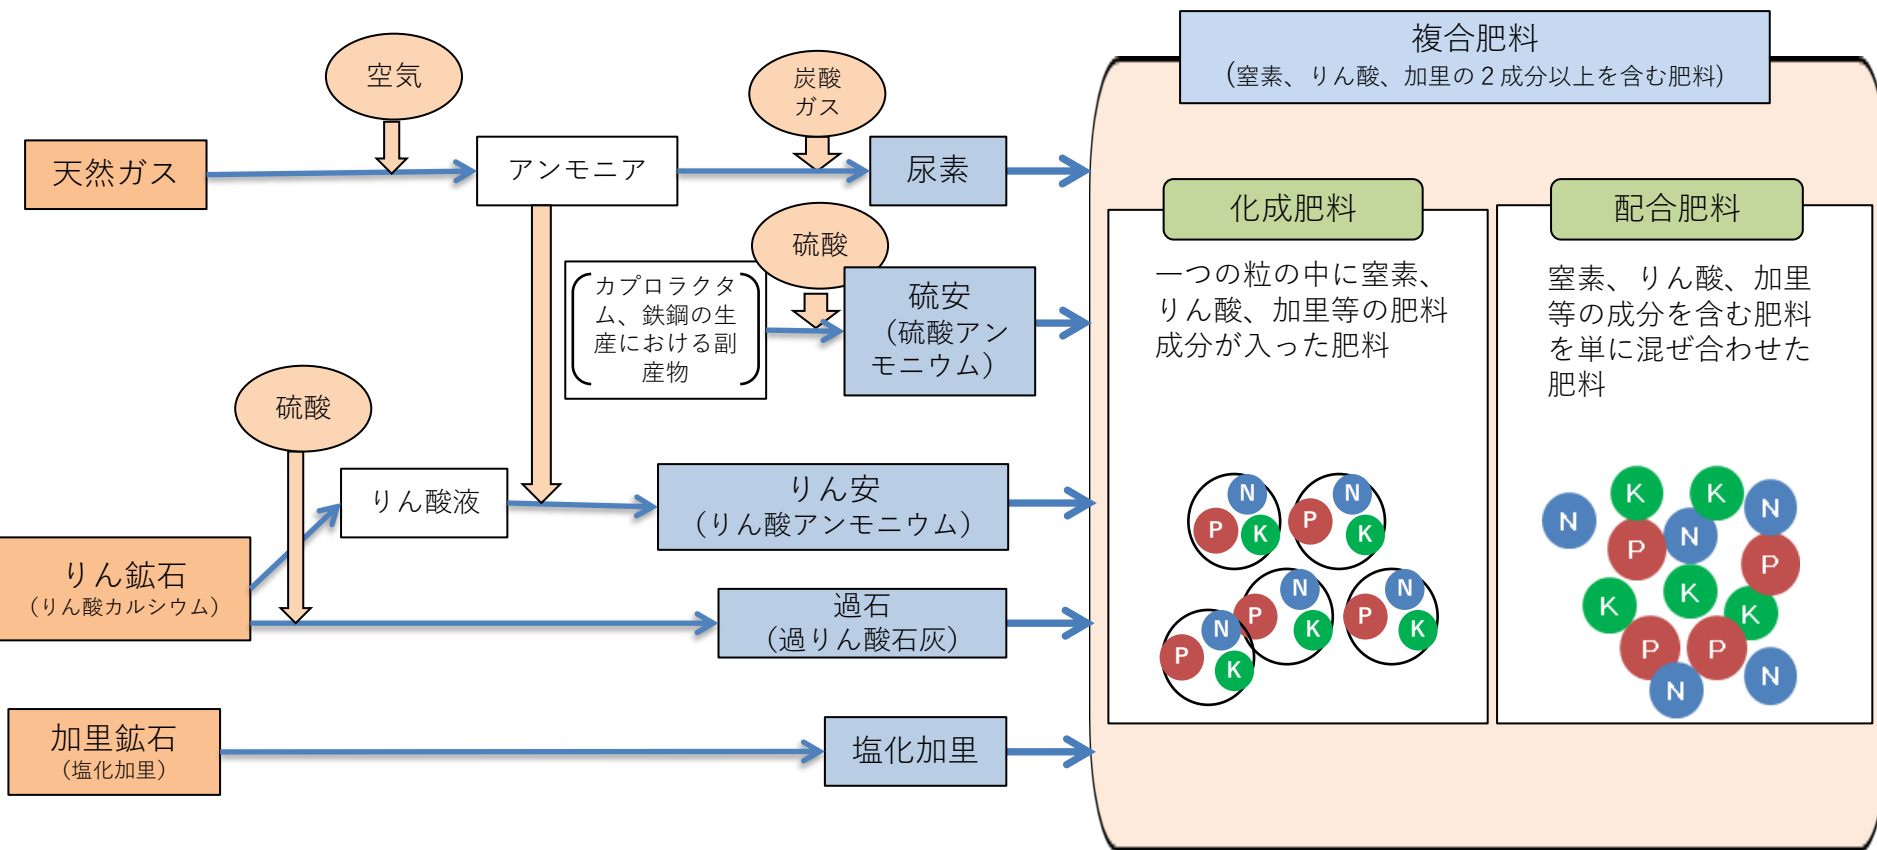 複合肥料
(窒素、りん酸、加里の２成分以上を含む肥料)
空気
炭酸
ガス
天然ガス
アンモニア
尿素
硫酸
カプロラクタ
ム、鉄鋼の生
産における副
産物
硫安
（硫酸アン
モニウム）
硫酸
りん酸液
りん安
（りん酸アンモニウム）
りん鉱石
（りん酸カルシウム）
過石
（過りん酸石灰）
加里鉱石
（塩化加里）
塩化加里
化成肥料
一つの粒の中に窒素、
りん酸、加里等の肥料
成分が入った肥料
N
P
K
N
P
K
N
P
K
N
P
K
N
P
K
配合肥料
窒素、りん酸、加里
等の成分を含む肥料
を単に混ぜ合わせた
肥料
K
K
N
N
N
P
P
K
K
K
P
P
N
N